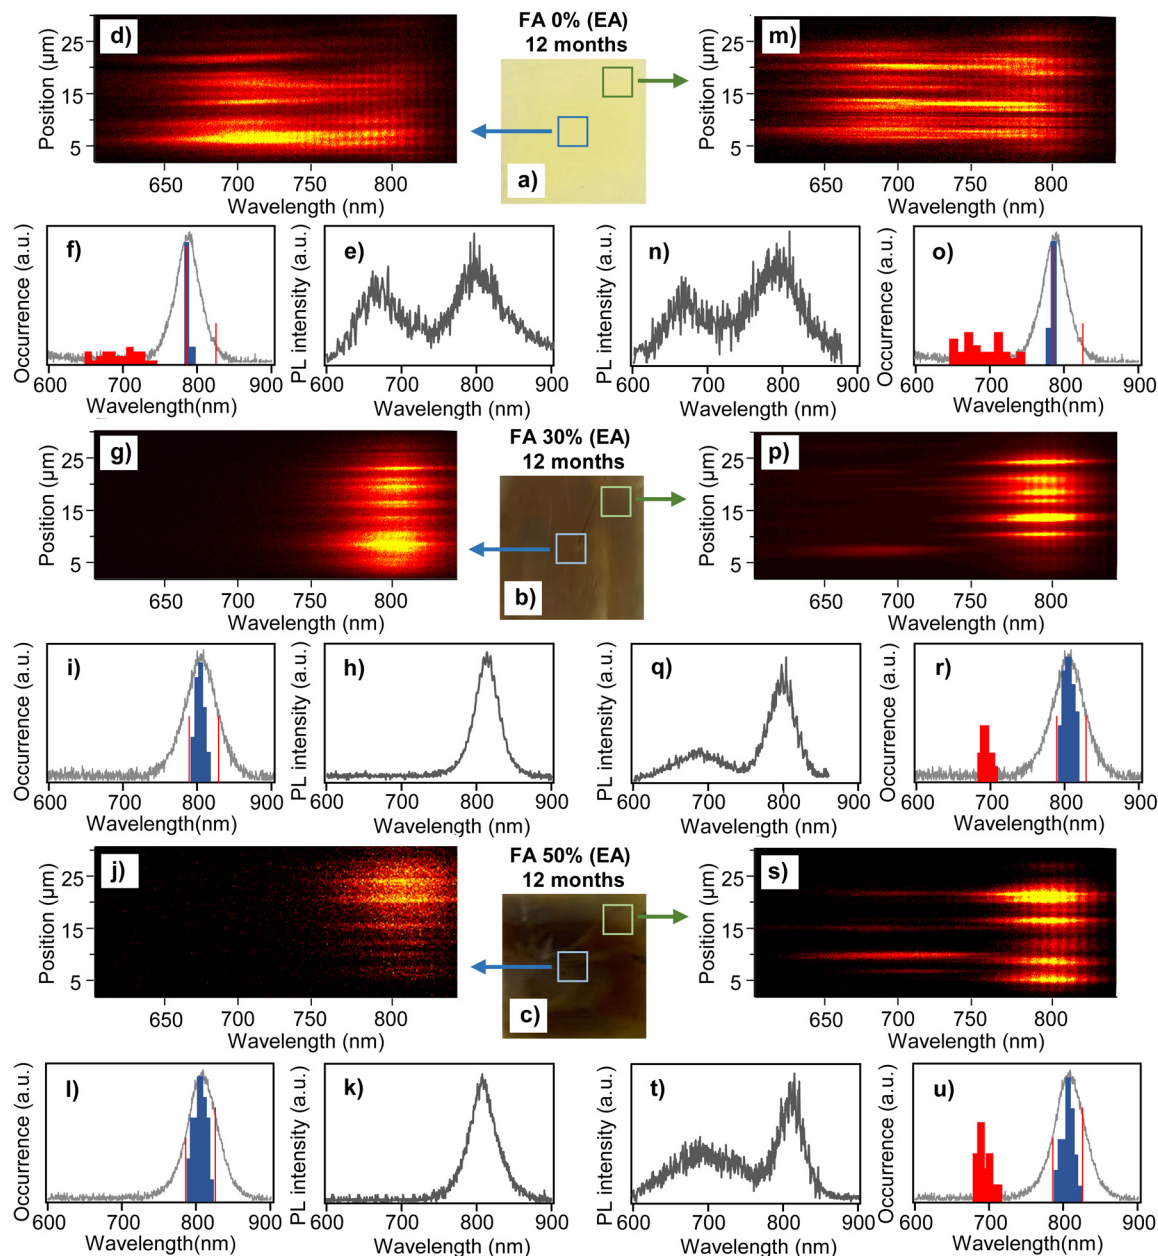 d)
Position (µm)
25
15
5
650
700
750
800
Wavelength (nm)
FA 0% (EA)
12 months
a)
m)
Position (µm)
25
15
5
650
700
750
800
Wavelength (nm)
f)
Occurrence (a.u.)
600
700
800
900
Wavelength(nm)
e)
PL intensity (a.u.)
600
700
800
900
Wavelength (nm)
n)
PL intensity (a.u.)
600
700
800
900
Wavelength (nm)
o)
Occurrence (a.u.)
600
700
800
900
Wavelength(nm)
g)
Position (µm)
25
15
5
650
700
750
800
Wavelength (nm)
FA 30% (EA)
12 months
b)
p)
Position (µm)
25
15
5
650
700
750
800
Wavelength (nm)
i)
Occurrence (a.u.)
600
700
800
900
Wavelength(nm)
h)
PL intensity (a.u.)
600
700
800
900
Wavelength (nm)
q)
PL intensity (a.u.)
600
700
800
900
Wavelength (nm)
r)
Occurrence (a.u.)
600
700
800
900
Wavelength(nm)
j)
Position (µm)
25
15
5
650
700
750
800
Wavelength (nm)
FA 50% (EA)
12 months
c)
s)
Position (µm)
25
15
5
650
700
750
800
Wavelength (nm)
l)
Occurrence (a.u.)
600
700
800
900
Wavelength(nm)
k)
PL intensity (a.u.)
600
700
800
900
Wavelength (nm)
t)
PL intensity (a.u.)
600
700
800
900
Wavelength (nm)
u)
Occurrence (a.u.)
600
700
800
900
Wavelength(nm)